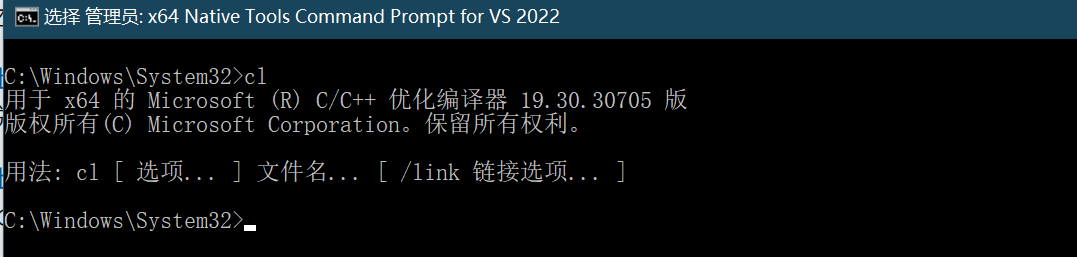 选择 管理员: x64 Native Tools Command Prompt for VS 2022
C:\Windows\System32>cl
用于 x64 的 Microsoft (R) C/C++ 优化编译器 19.30.30705 版
版权所有(C) Microsoft Corporation。保留所有权利。
用法: cl [ 选项... ] 文件名... [ /link 链接选项... ]
C:\Windows\System32>